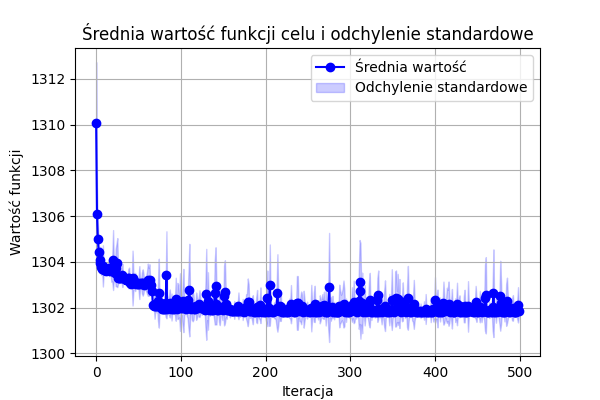 Średnia wartość funkcji celu i odchylenie standardowe
Średnia wartość
Odchylenie standardowe
Wartość funkcji
1312
1310
1308
1306
1304
1302
1300
0 100 200 300 400 500
Iteracja